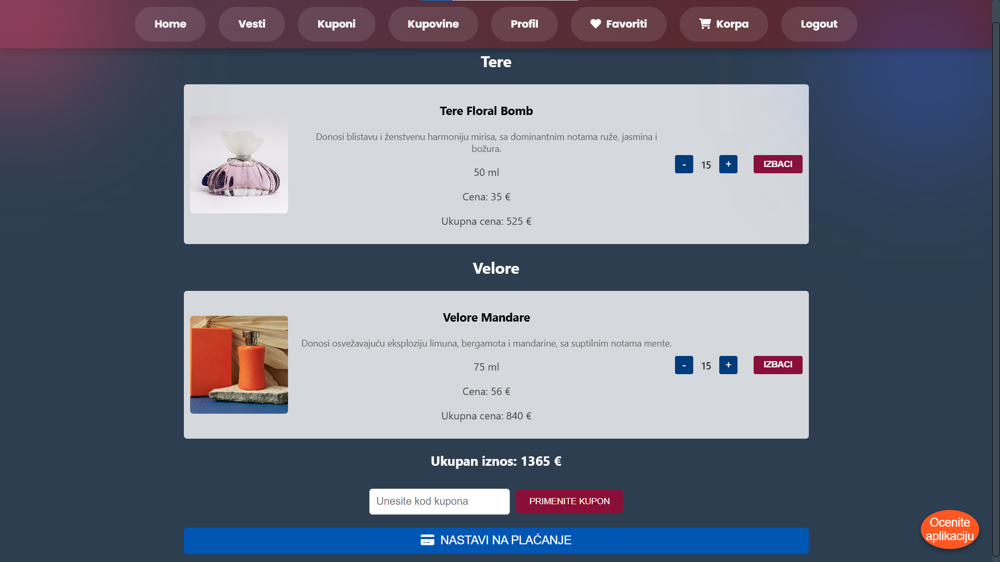 Home
Vesti
Kuponi
Kupovine
Profil
Favoriti
Korpa
Logout
Tere
Tere Floral Bomb
Donosi blistavu i ženstvenu harmoniju mirisa, sa dominantnim notama ruže, jasmina i
božura.
50 ml
Cena: 35 €
Ukupna cena: 525 €
- 15 +
IZBACI
Velore
Velore Mandare
Donosi osvežavajuću eksploziju limuna, bergamota i mandarine, sa suptilnim notama mente.
75 ml
Cena: 56 €
Ukupna cena: 840 €
- 15 +
IZBACI
Ukupan iznos: 1365 €
Unesite kod kupona
PRIMENITE KUPON
NASTAVI NA PLAĆANJE
Ocenite
aplikaciju